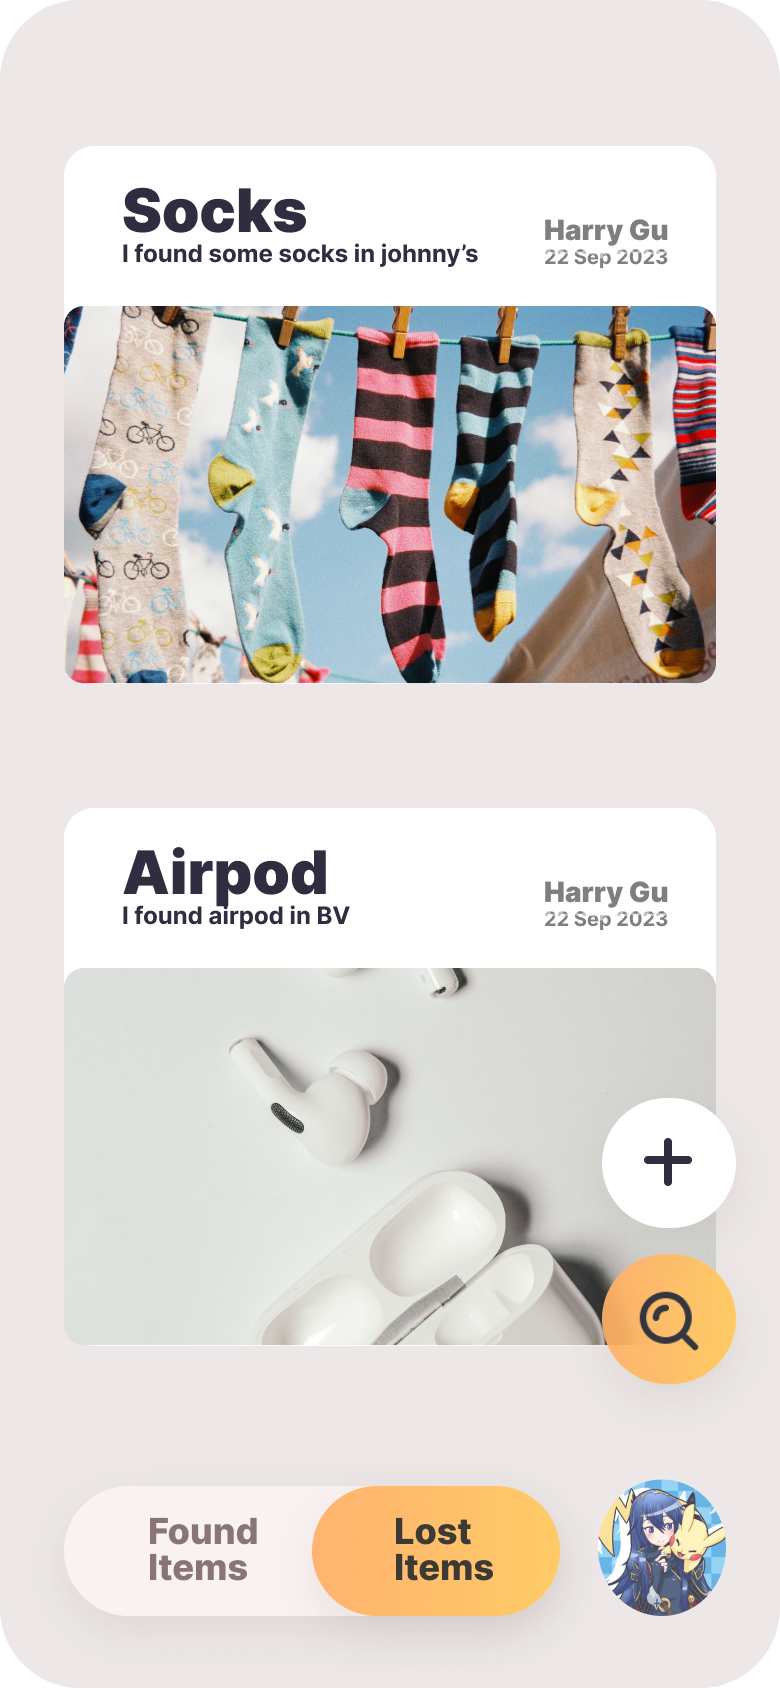 Socks
I found some socks in johnny’s
Harry Gu
22 Sep 2023
Airpod
I found airpod in BV
Harry Gu
22 Sep 2023
Found
Items
Lost
Items